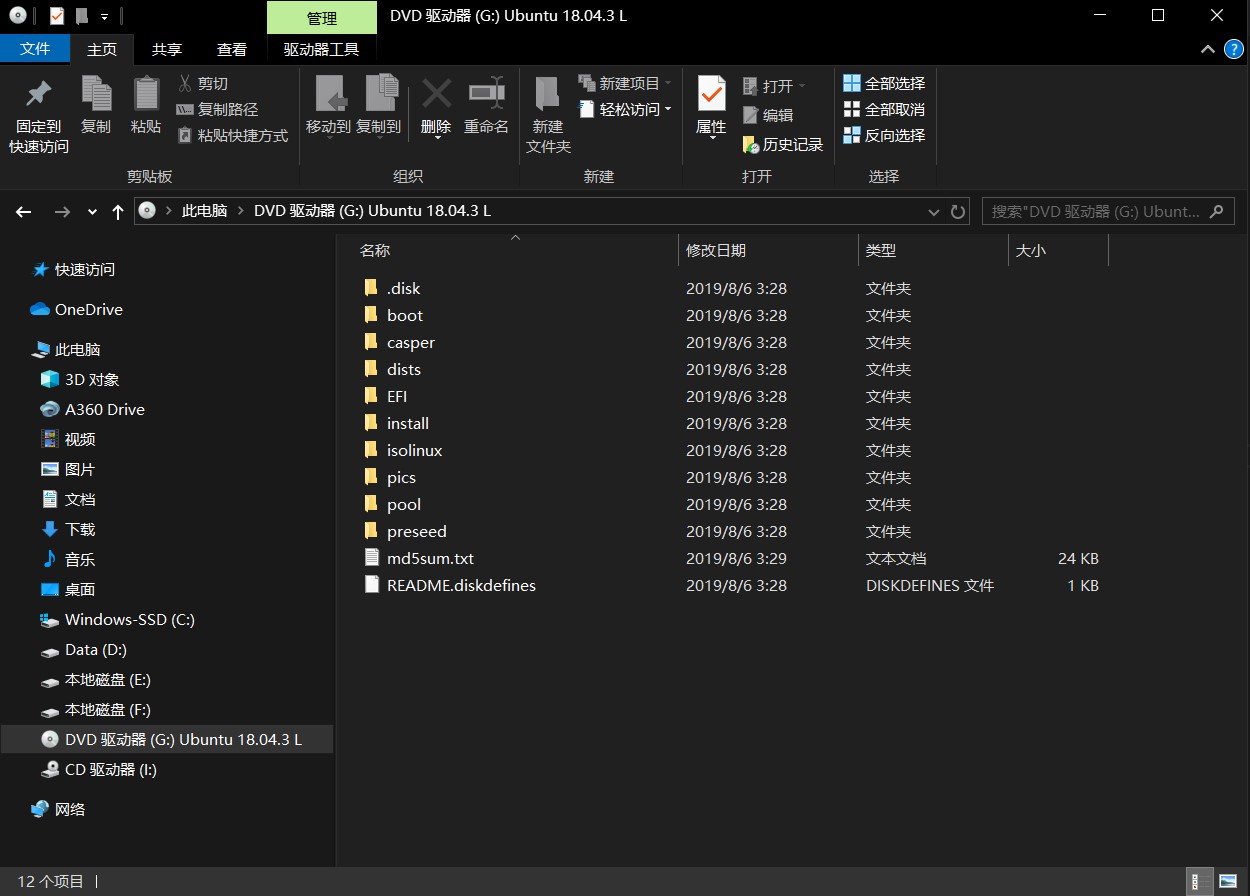 管理
DVD 驱动器 (G:) Ubuntu 18.04.3 L
文件
主页
共享
查看
驱动器工具
固定到
快速访问
复制
粘贴
剪切
复制路径
粘贴快捷方式
剪贴板
移动到
复制到
删除
重命名
组织
新建
文件夹
新建项目
轻松访问
新建
属性
打开
编辑
历史记录
打开
全部选择
全部取消
反向选择
选择
此电脑
DVD 驱动器 (G:) Ubuntu 18.04.3 L
搜索"DVD 驱动器 (G:) Ubunt...
快速访问
OneDrive
此电脑
3D 对象
A360 Drive
视频
图片
文档
下载
音乐
桌面
Windows-SSD (C:)
Data (D:)
本地磁盘 (E:)
本地磁盘 (F:)
DVD 驱动器 (G:) Ubuntu 18.04.3 L
CD 驱动器 (I:)
网络
名称 修改日期 类型 大小
.disk 2019/8/6 3:28 文件夹
boot 2019/8/6 3:28 文件夹
casper 2019/8/6 3:28 文件夹
dists 2019/8/6 3:28 文件夹
EFI 2019/8/6 3:28 文件夹
install 2019/8/6 3:28 文件夹
isolinux 2019/8/6 3:28 文件夹
pics 2019/8/6 3:28 文件夹
pool 2019/8/6 3:28 文件夹
preseed 2019/8/6 3:28 文件夹
md5sum.txt 2019/8/6 3:29 文本文档 24 KB
README.diskdefines 2019/8/6 3:28 DISKDEFINES 文件 1 KB
12 个项目